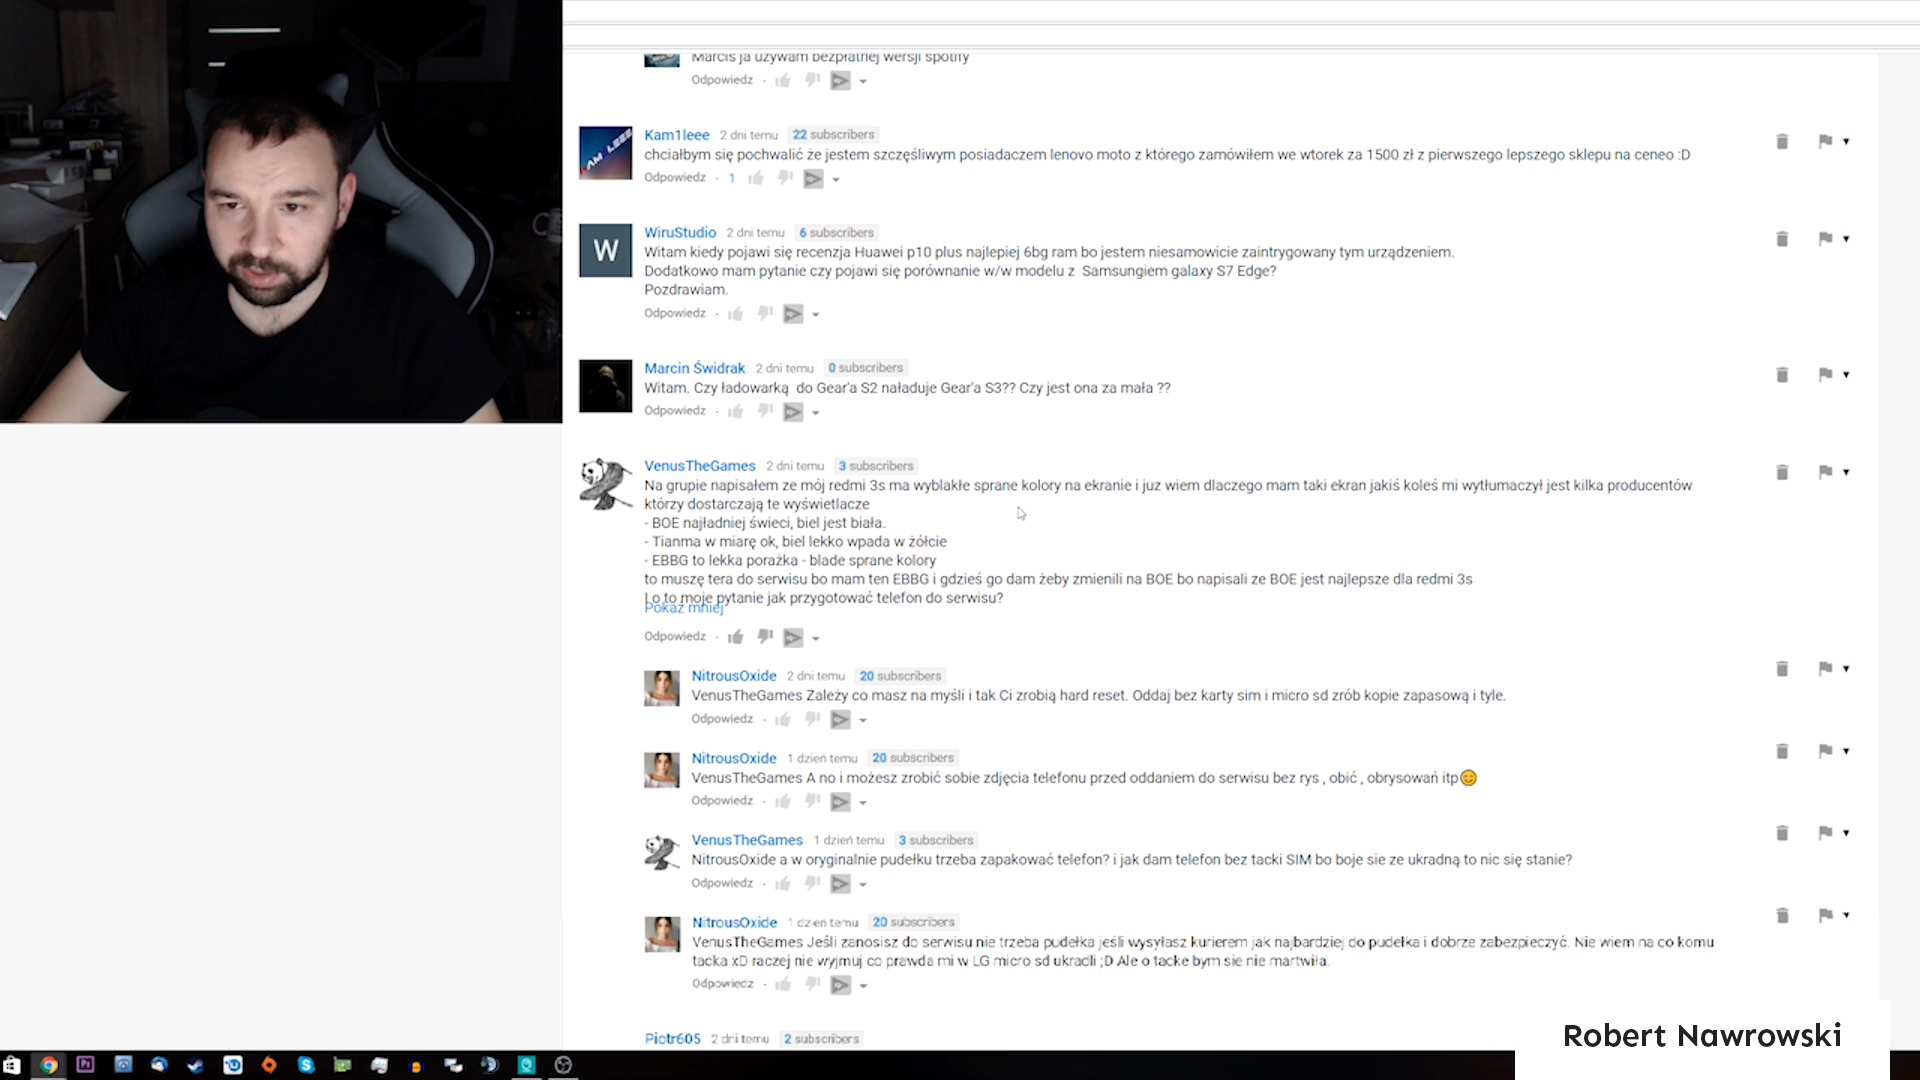 Marcis ja używam bezpłatnej wersji spotify
Odpowiedz ·
Kam1leee 2 dni temu 22 subscribers
chciałbym się pochwalić że jestem szczęśliwym posiadaczem lenovo moto z którego zamówiłem we wtorek za 1500 zł z pierwszego lepszego sklepu na ceneo :D
Odpowiedz · 1
W
WiruStudio 2 dni temu 6 subscribers
Witam kiedy pojawi się recenzja Huawei p10 plus najlepiej 6bg ram bo jestem niesamowicie zaintrygowany tym urządzeniem.
Dodatkowo mam pytanie czy pojawi się porównanie w/w modelu z Samsungiem galaxy S7 Edge?
Pozdrawiam.
Odpowiedz ·
Marcin Świdrak 2 dni temu 0 subscribers
Witam. Czy ładowarką do Gear'a S2 naładuje Gear'a S3?? Czy jest ona za mała ??
Odpowiedz ·
VenusTheGames 2 dni temu 3 subscribers
Na grupie napisałem ze mój redmi 3s ma wyblakłe sprane kolory na ekranie i juz wiem dlaczego mam taki ekran jakiś koleś mi wytłumaczył jest kilka producentów
którzy dostarczają te wyświetlacze
- BOE najładniej świeci, biel jest biała.
- Tianma w miarę ok, biel lekko wpada w żółcie
- EBBG to lekka porażka - blade sprane kolory
to muszę tera do serwisu bo mam ten EBBG i gdzieś go dam żeby zmienili na BOE bo napisali ze BOE jest najlepsze dla redmi 3s
I o to moje pytanie jak przygotować telefon do serwisu?
Pokaż mniej
Odpowiedz ·
NitrousOxide 2 dni temu 20 subscribers
VenusTheGames Zależy co masz na myśli i tak Ci zrobią hard reset. Oddaj bez karty sim i micro sd zrób kopie zapasową i tyle.
Odpowiedz ·
NitrousOxide 1 dzień temu 20 subscribers
VenusTheGames A no i możesz zrobić sobie zdjęcia telefonu przed oddaniem do serwisu bez rys , obić , obrysowań itp😊
Odpowiedz ·
VenusTheGames 1 dzień temu 3 subscribers
NitrousOxide a w oryginalnie pudełku trzeba zapakować telefon? i jak dam telefon bez tacki SIM bo boje sie ze ukradną to nic się stanie?
Odpowiedz ·
NitrousOxide 1 dzień temu 20 subscribers
VenusTheGames Jeśli zanosisz do serwisu nie trzeba pudełka jeśli wysyłasz kurierem jak najbardziej do pudełka i dobrze zabezpieczyć. Nie wiem na co komu
tacka xD raczej nie wyjmuj co prawda mi w LG micro sd ukradli ;D Ale o tacke bym sie nie martwiła.
Odpowiedz ·
Piotr605 2 dni temu 2 subscribers
Robert Nawrowski